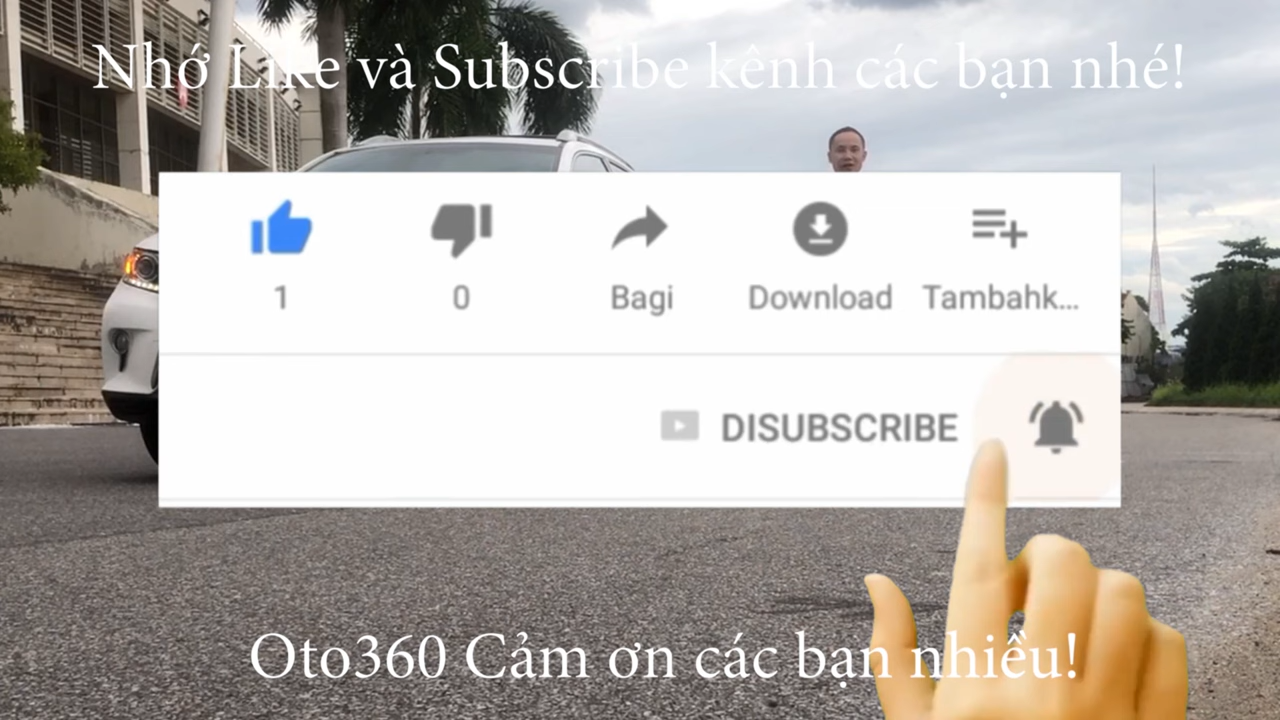 Nhớ Like và Subscribe kênh các bạn nhé!
1 0 Bagi Download Tambahk...
DISUBSCRIBE
Oto360 Cảm ơn các bạn nhiều!